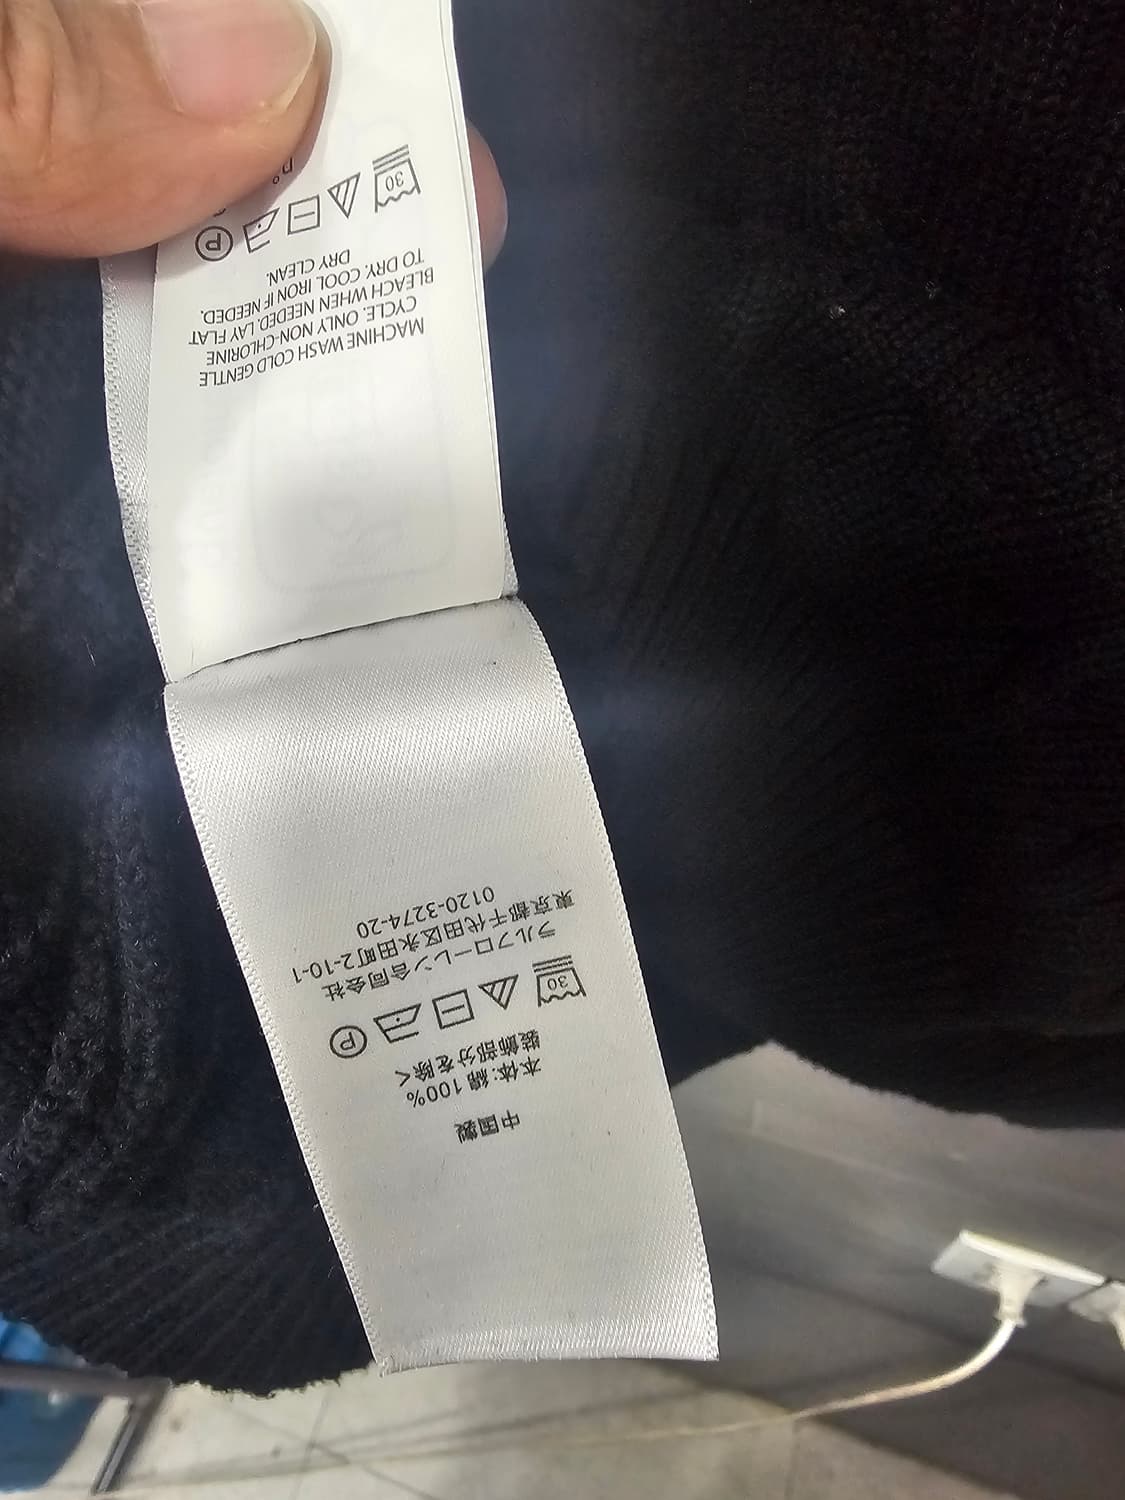 中国製
本体:綿100%
装飾部分を除く
30 P
ラルフローレン合同会社
東京都千代田区永田町2-10-1
0120-3274-20
MACHINE WASH COLD GENTLE
CYCLE. ONLY NON-CHLORINE
BLEACH WHEN NEEDED. LAY FLAT
TO DRY. COOL IRON IF NEEDED.
DRY CLEAN.
30 P